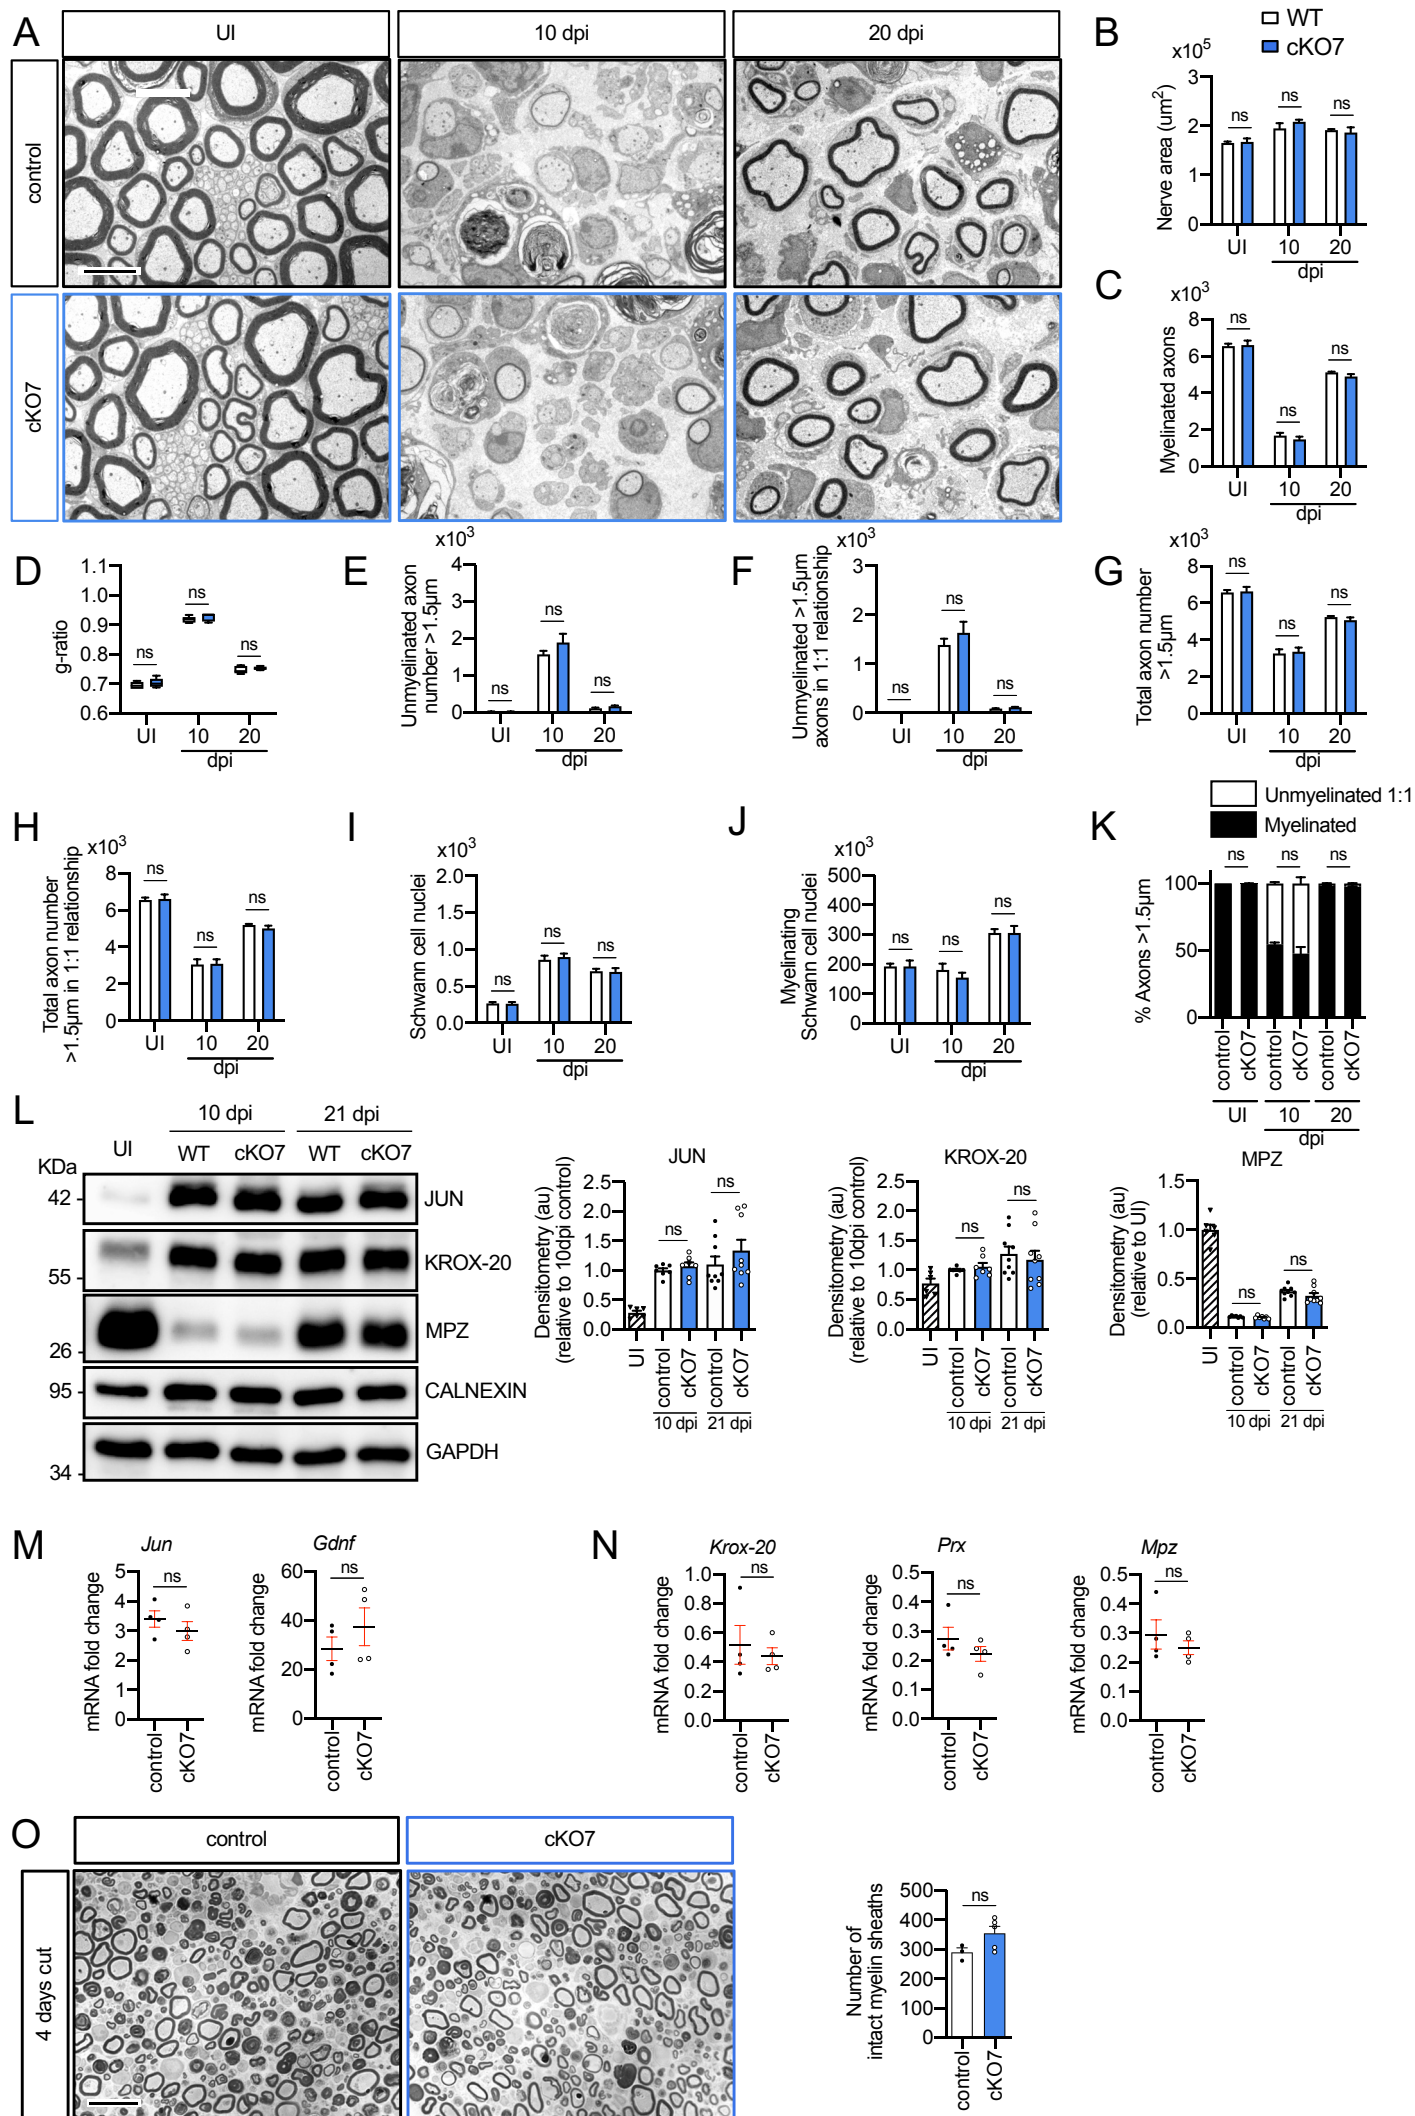 A
UI
10 dpi
20 dpi
control
cKO7
B
WT
cKO7
x10⁵
Nerve area (um²)
3
2
1
0
ns
ns
ns
UI
10
20
dpi
C
x10³
Myelinated axons
8
6
4
2
0
ns
ns
ns
UI
10
20
dpi
D
g-ratio
1.1
1.0
0.9
0.8
0.7
0.6
ns
ns
ns
UI
10
20
dpi
E
x10³
Unmyelinated axon
number >1.5µm
4
3
2
1
0
ns
ns
ns
UI
10
20
dpi
F
x10³
Unmyelinated >1.5µm
axons in 1:1 relationship
3
2
1
0
ns
ns
ns
UI
10
20
dpi
G
x10³
Total axon number
>1.5µm
8
6
4
2
0
ns
ns
ns
UI
10
20
dpi
H
x10³
Total axon number
>1.5µm in 1:1 relationship
8
6
4
2
0
ns
ns
ns
UI
10
20
dpi
I
x10³
Schwann cell nuclei
2.0
1.5
1.0
0.5
0.0
ns
ns
ns
UI
10
20
dpi
J
x10³
Myelinating
Schwann cell nuclei
500
400
300
200
100
0
ns
ns
ns
UI
10
20
dpi
K
Unmyelinated 1:1
Myelinated
% Axons >1.5µm
100
50
0
ns
ns
ns
control
cKO7
control
cKO7
control
cKO7
UI
10
20
dpi
L
10 dpi
21 dpi
UI
WT
cKO7
WT
cKO7
KDa
42
JUN
KROX-20
55
MPZ
26
95
CALNEXIN
GAPDH
34
JUN
Densitometry (au)
(relative to 10dpi control)
2.5
2.0
1.5
1.0
0.5
0.0
ns
ns
UI
control
cKO7
control
cKO7
10 dpi
21 dpi
KROX-20
Densitometry (au)
(relative to 10dpi control)
2.5
2.0
1.5
1.0
0.5
0.0
ns
ns
UI
control
cKO7
control
cKO7
10 dpi
21 dpi
MPZ
Densitometry (au)
(relative to UI)
1.5
1.0
0.5
0.0
ns
ns
UI
control
cKO7
control
cKO7
10 dpi
21 dpi
M
Jun
mRNA fold change
5
4
3
2
1
0
ns
control
cKO7
Gdnf
mRNA fold change
60
40
20
0
ns
control
cKO7
N
Krox-20
mRNA fold change
1.0
0.8
0.6
0.4
0.2
0.0
ns
control
cKO7
Prx
mRNA fold change
0.5
0.4
0.3
0.2
0.1
0.0
ns
control
cKO7
Mpz
mRNA fold change
0.5
0.4
0.3
0.2
0.1
0.0
ns
control
cKO7
O
control
cKO7
4 days cut
Number of
intact myelin sheaths
500
400
300
200
100
0
ns
control
cKO7